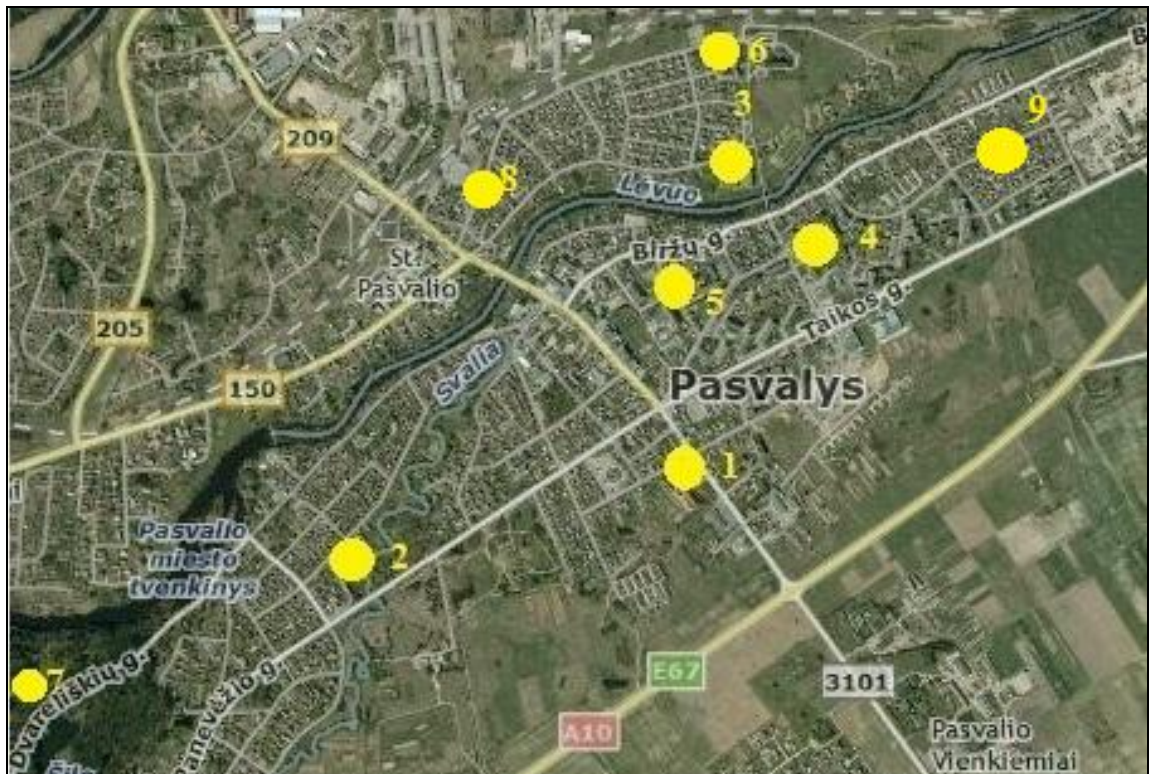 6
B
3
9
209
8
Lėvuo
Biržų g.
4
St.
Pasvalio
5
205
Taikos g.
150
Svalia
Pasvalys
1
i
Pasvalio
miesto
tvenkinys
2
7
Dvareliškių g.
Panevėžio g.
E67
3101
A10
Pasvalio
Vienkiemiai